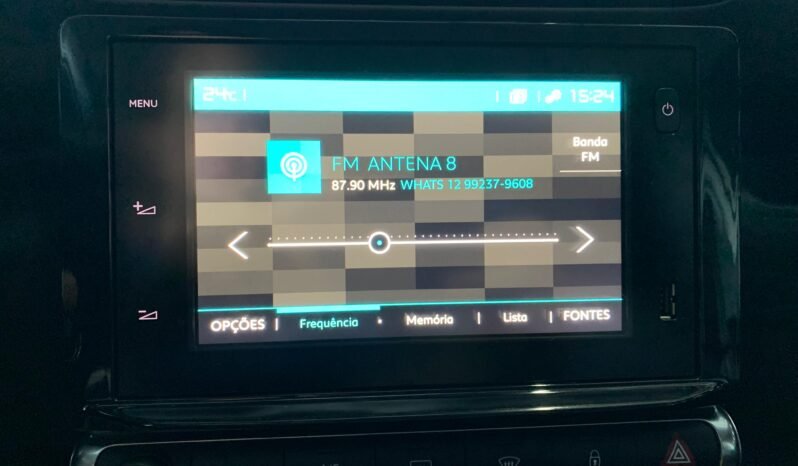 MENU
24°C
15:24
Banda
FM
FM ANTENA 8
87.90 MHz WHATS 12 99237-9608
OPÇÕES
Frequência
Memória
Lista
FONTES